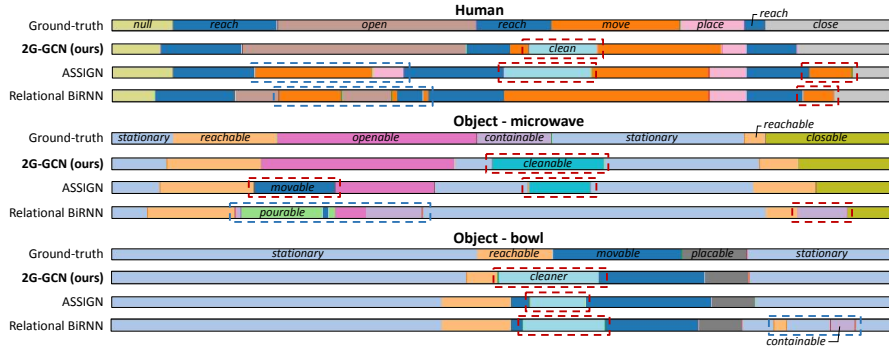 Human
Ground-truth null reach open reach move place reach close
2G-GCN (ours) clean
ASSIGN
Relational BiRNN
Object - microwave
Ground-truth stationary reachable openable containable stationary reachable closable
2G-GCN (ours) cleanable
ASSIGN movable
Relational BiRNN pourable
Object - bowl
Ground-truth stationary reachable movable placable stationary
2G-GCN (ours) cleaner
ASSIGN
Relational BiRNN
containable